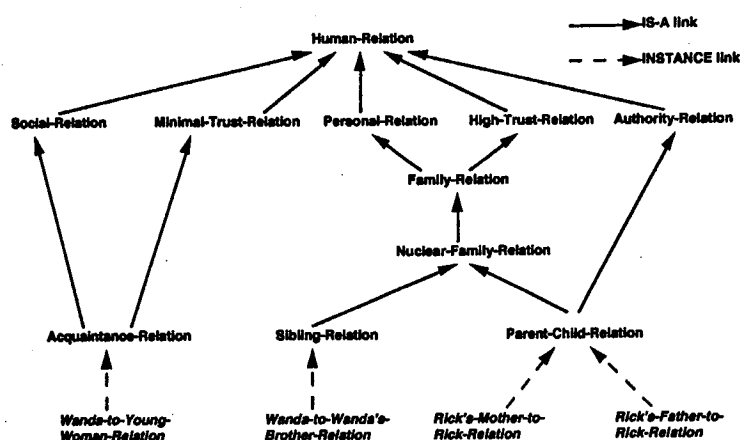 IS-A link
Human-Relation
INSTANCE link
Social-Relation
Minimal-Trust-Relation
Personal-Relation
High-Trust-Relation
Authority-Relation
Family-Relation
Nuclear-Family-Relation
Acquaintance-Relation
Sibling-Relation
Parent-Child-Relation
Wanda-to-Young-
Woman-Relation
Wanda-to-Wanda's-
Brother-Relation
Rick's-Mother-to-
Rick-Relation
Rick's-Father-to-
Rick-Relation